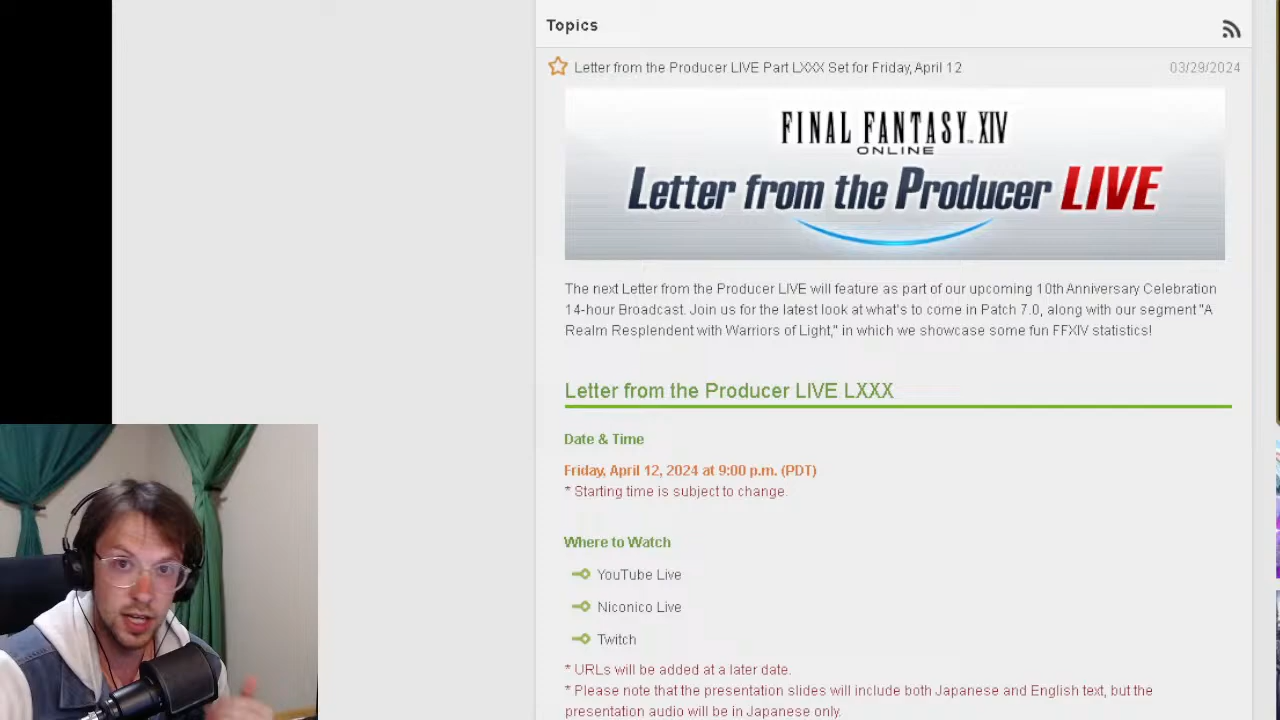 Topics
Letter from the Producer LIVE Part LXXX Set for Friday, April 12
03/29/2024
FINAL FANTASY XIV
ONLINE
Letter from the Producer LIVE
The next Letter from the Producer LIVE will feature as part of our upcoming 10th Anniversary Celebration
14-hour Broadcast. Join us for the latest look at what's to come in Patch 7.0, along with our segment "A
Realm Resplendent with Warriors of Light," in which we showcase some fun FFXIV statistics!
Letter from the Producer LIVE LXXX
Date & Time
Friday, April 12, 2024 at 9:00 p.m. (PDT)
* Starting time is subject to change.
Where to Watch
YouTube Live
Niconico Live
Twitch
* URLs will be added at a later date.
* Please note that the presentation slides will include both Japanese and English text, but the
presentation audio will be in Japanese only.